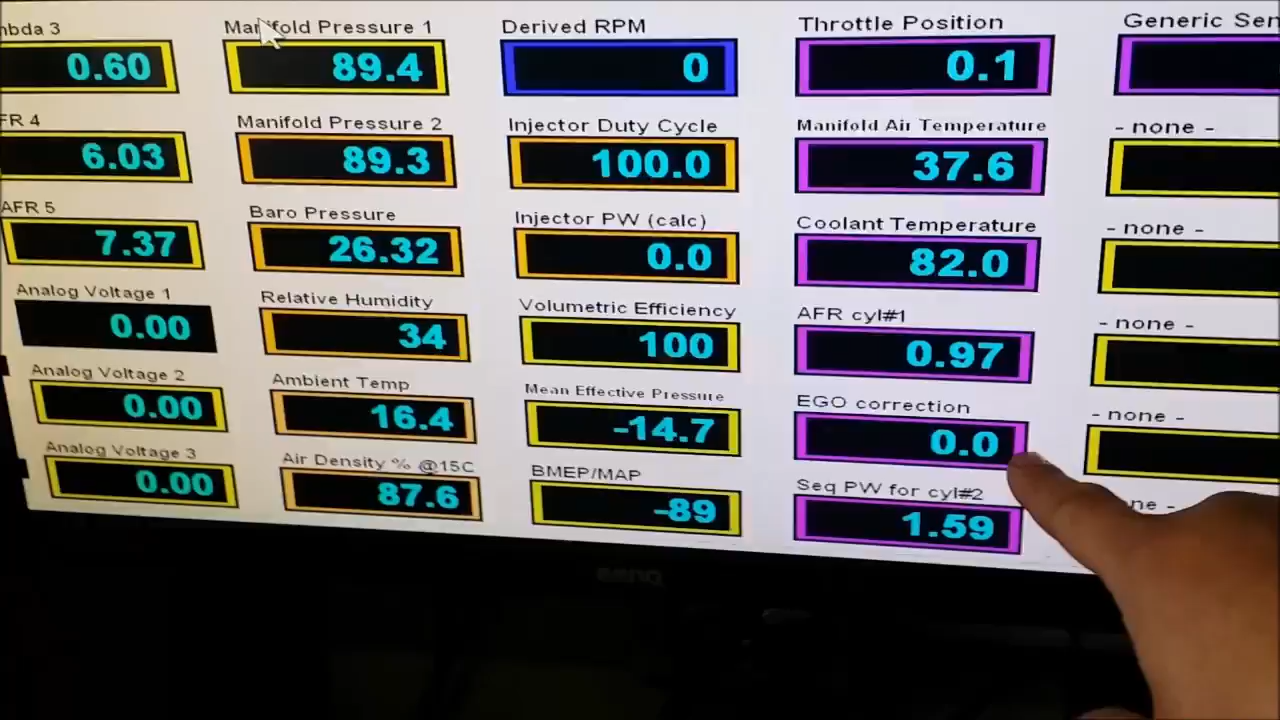 mbda 3 Manifold Pressure 1 Derived RPM Throttle Position Generic Sen
0.60 89.4 0 0.1
FR 4 Manifold Pressure 2 Injector Duty Cycle Manifold Air Temperature - none -
6.03 89.3 100.0 37.6
AFR 5 Baro Pressure Injector PW (calc) Coolant Temperature - none -
7.37 26.32 0.0 82.0
Analog Voltage 1 Relative Humidity Volumetric Efficiency AFR cyl#1 - none -
0.00 34 100 0.97
Analog Voltage 2 Ambient Temp Mean Effective Pressure EGO correction - none -
0.00 16.4 -14.7 0.0
Analog Voltage 3 Air Density % @15C BMEP/MAP Seq PW for cyl#2 ne -
0.00 87.6 -89 1.59
BenQ